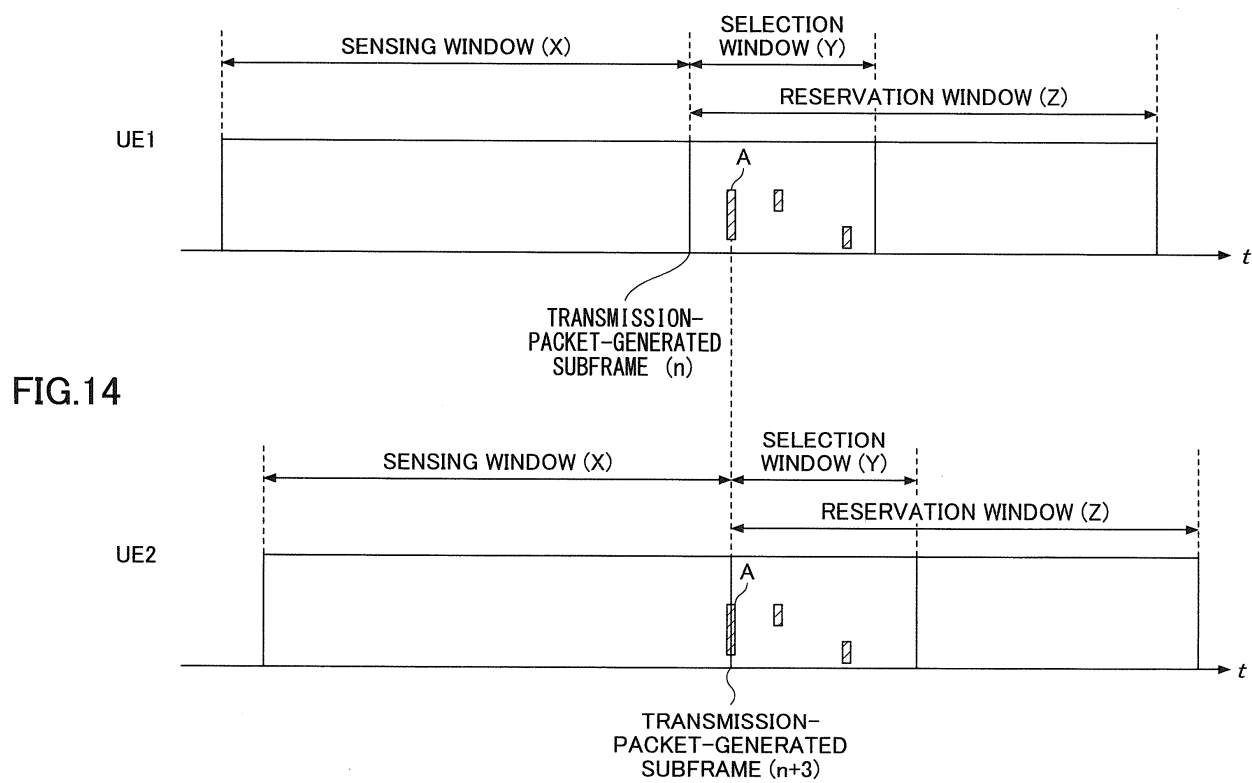 SENSING WINDOW (X)
SELECTION
WINDOW (Y)
RESERVATION WINDOW (Z)
UE1
A
t
TRANSMISSION-
PACKET-GENERATED
SUBFRAME (n)
FIG.14
SENSING WINDOW (X)
SELECTION
WINDOW (Y)
RESERVATION WINDOW (Z)
UE2
A
t
TRANSMISSION-
PACKET-GENERATED
SUBFRAME (n+3)